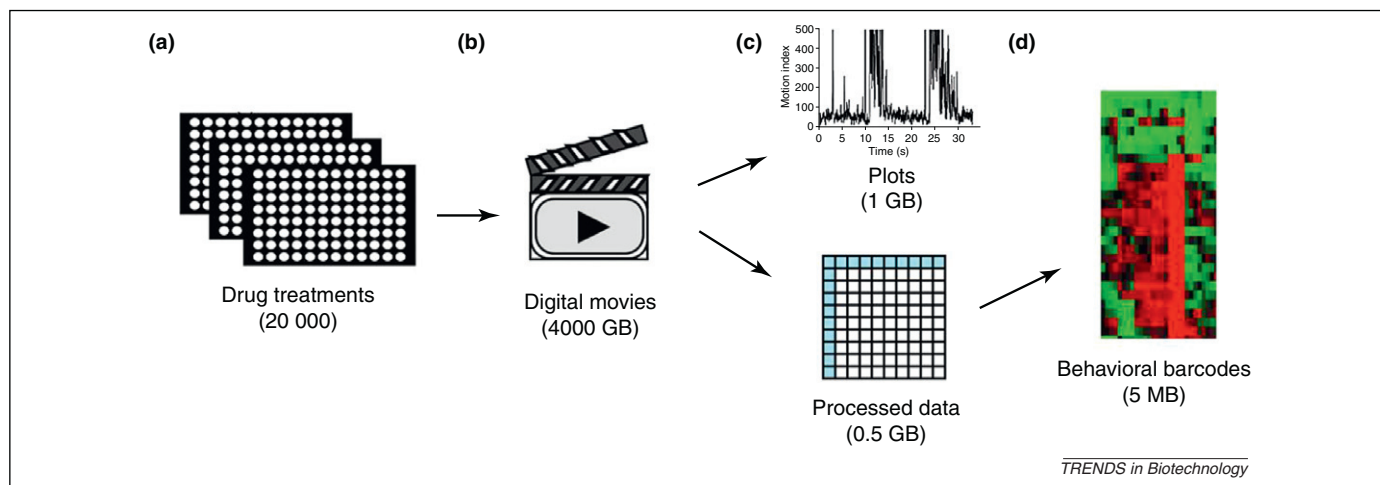 (a)
(b)
(c)
(d)
Drug treatments
(20 000)
Digital movies
(4000 GB)
Motion index
500
400
300
200
100
0
0 5 10 15 20 25 30
Time (s)
Plots
(1 GB)
Processed data
(0.5 GB)
Behavioral barcodes
(5 MB)
TRENDS in Biotechnology